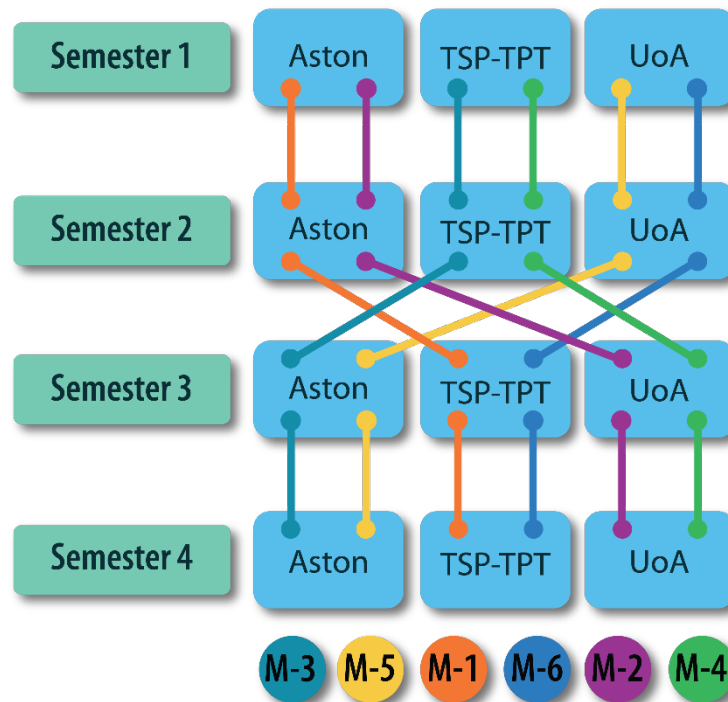 Semester 1
Aston
TSP-TPT
UoA
Semester 2
Aston
TSP-TPT
UoA
Semester 3
Aston
TSP-TPT
UoA
Semester 4
Aston
TSP-TPT
UoA
M-3
M-5
M-1
M-6
M-2
M-4